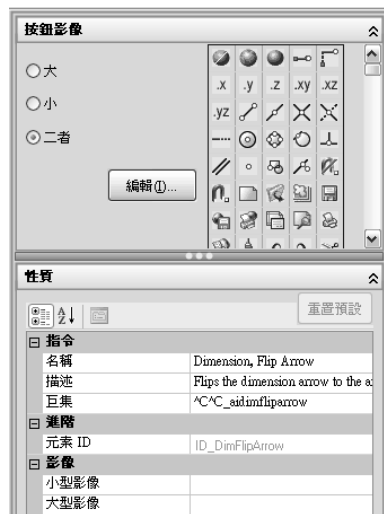 按鈕影像
大
小
二者
編輯(I)...
.x .y .z .xy .xz
.yz
性質
重置預設
指令
名稱 Dimension, Flip Arrow
描述 Flips the dimension arrow to the
巨集 ^C^C_aidimfliparrow
進階
元素 ID ID_DimFlipArrow
影像
小型影像
大型影像